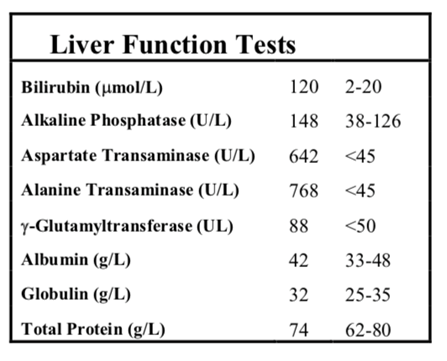 Liver Function Tests
Bilirubin (μmol/L) 120 2-20
Alkaline Phosphatase (U/L) 148 38-126
Aspartate Transaminase (U/L) 642 <45
Alanine Transaminase (U/L) 768 <45
γ-Glutamyltransferase (UL) 88 <50
Albumin (g/L) 42 33-48
Globulin (g/L) 32 25-35
Total Protein (g/L) 74 62-80